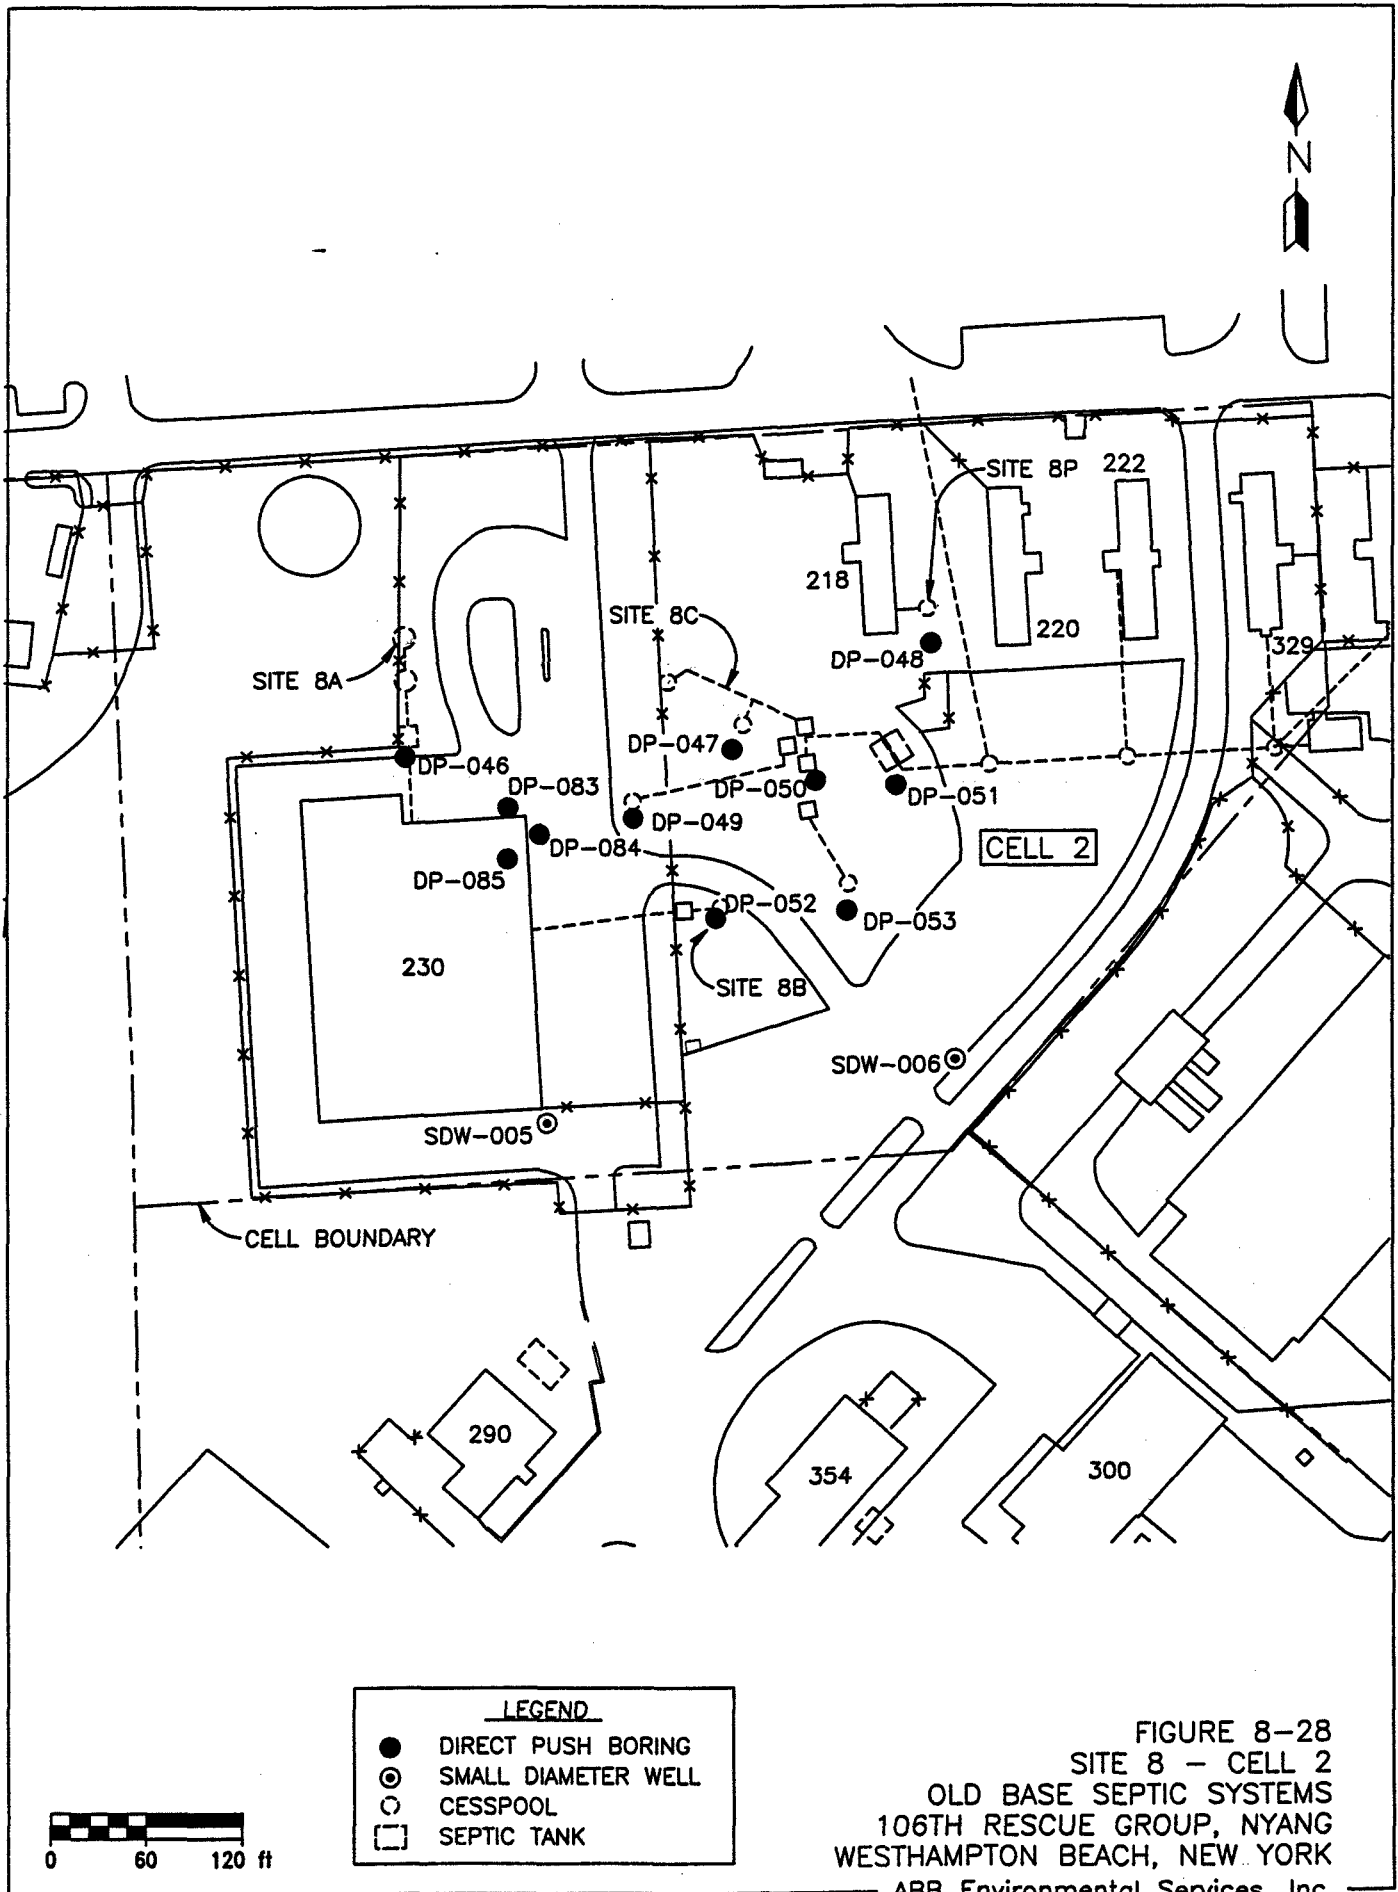 N
SITE 8P
222
218
SITE 8C
220
DP-048
329
SITE 8A
DP-047
DP-046
DP-083
DP-050
DP-051
DP-049
DP-084
CELL 2
DP-085
DP-052
DP-053
230
SITE 8B
SDW-006
SDW-005
CELL BOUNDARY
290
354
300
LEGEND
DIRECT PUSH BORING
SMALL DIAMETER WELL
CESSPOOL
SEPTIC TANK
0 60 120 ft
FIGURE 8-28
SITE 8 - CELL 2
OLD BASE SEPTIC SYSTEMS
106TH RESCUE GROUP, NYANG
WESTHAMPTON BEACH, NEW YORK
ABB Environmental Services, Inc.